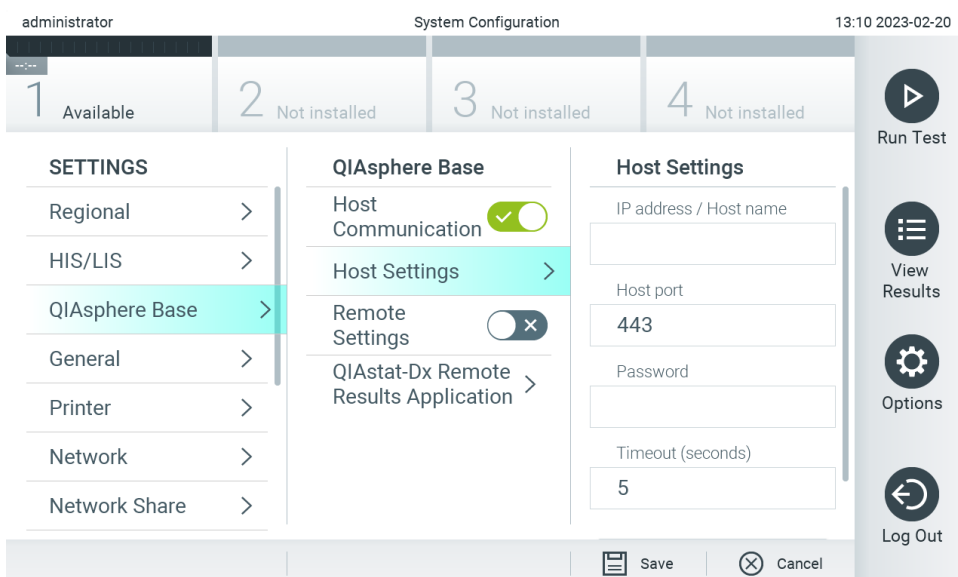 administrator
System Configuration
13:10 2023-02-20
--:--
1 Available
2 Not installed
3 Not installed
4 Not installed
Run Test
View
Results
Options
Log Out
SETTINGS
Regional
HIS/LIS
QIAsphere Base
General
Printer
Network
Network Share
QIAsphere Base
Host
Communication
Host Settings
Remote
Settings
QIAstat-Dx Remote
Results Application
Host Settings
IP address / Host name
Host port
443
Password
Timeout (seconds)
5
Save
Cancel